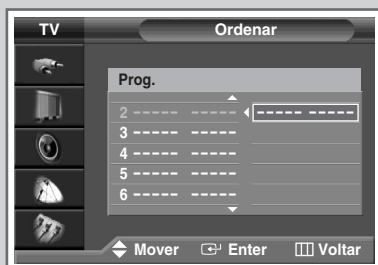 TV Ordenar
Prog.
2 ----- ----- ----- -----
3 ----- -----
4 ----- -----
5 ----- -----
6 ----- -----
Mover Enter Voltar